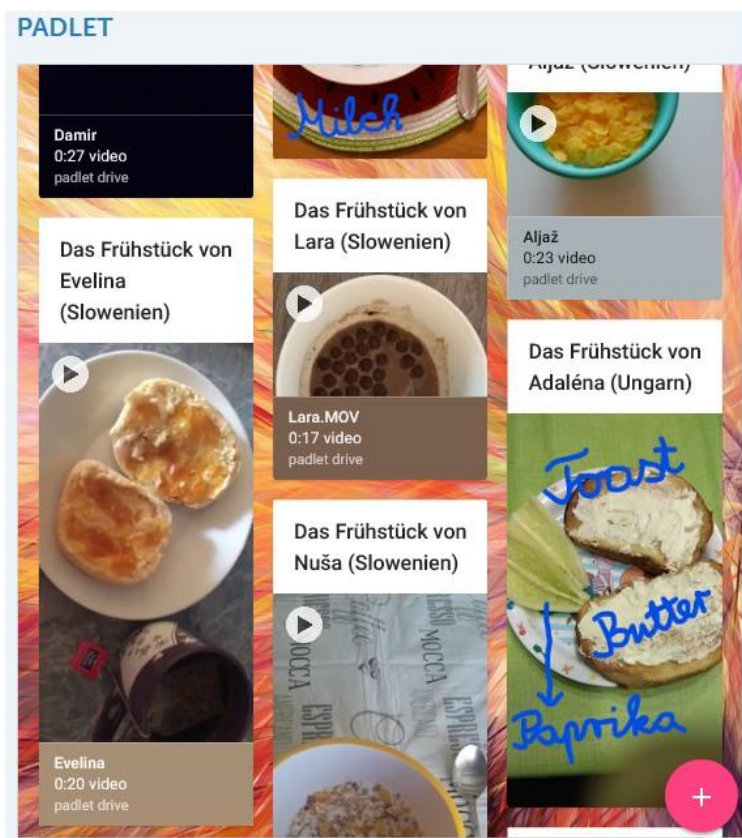 PADLET
Damir
0:27 video
padlet drive
Das Frühstück von
Evelina
(Slowenien)
Evelina
0:20 video
padlet drive
Milch
Das Frühstück von
Lara (Slowenien)
Lara.MOV
0:17 video
padlet drive
Das Frühstück von
Nuša (Slowenien)
MOCCA
MOCCA
Aljaž (Slowenien)
Aljaž
0:23 video
padlet drive
Das Frühstück von
Adaléna (Ungarn)
Toast
Butter
Paprika
+